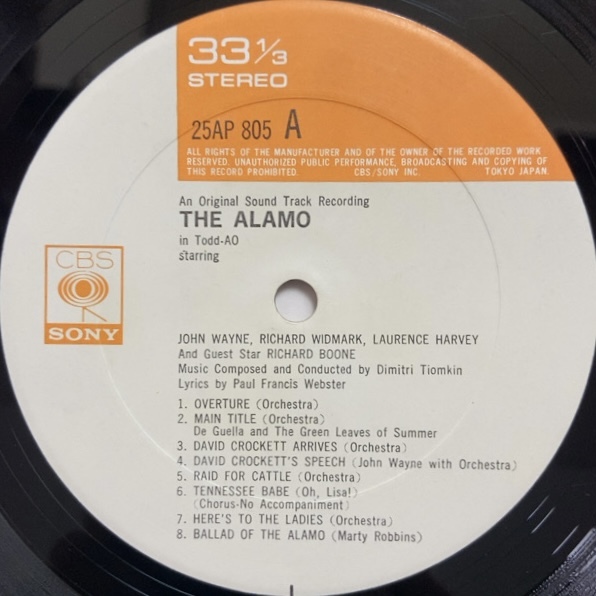 33 1/3
STEREO
25AP 805 A
ALL RIGHTS OF THE MANUFACTURER AND OF THE OWNER OF THE RECORDED WORK
RESERVED. UNAUTHORIZED PUBLIC PERFORMANCE, BROADCASTING AND COPYING OF
THIS RECORD PROHIBITED. CBS/SONY INC. TOKYO JAPAN.
An Original Sound Track Recording
THE ALAMO
in Todd-AO
starring
CBS
SONY
JOHN WAYNE, RICHARD WIDMARK, LAURENCE HARVEY
And Guest Star RICHARD BOONE
Music Composed and Conducted by Dimitri Tiomkin
Lyrics by Paul Francis Webster
1. OVERTURE (Orchestra)
2. MAIN TITLE (Orchestra)
De Guella and The Green Leaves of Summer
3. DAVID CROCKETT ARRIVES (Orchestra)
4. DAVID CROCKETT'S SPEECH (John Wayne with Orchestra)
5. RAID FOR CATTLE (Orchestra)
6. TENNESSEE BABE (Oh, Lisa!)
(Chorus-No Accompaniment)
7. HERE'S TO THE LADIES (Orchestra)
8. BALLAD OF THE ALAMO (Marty Robbins)